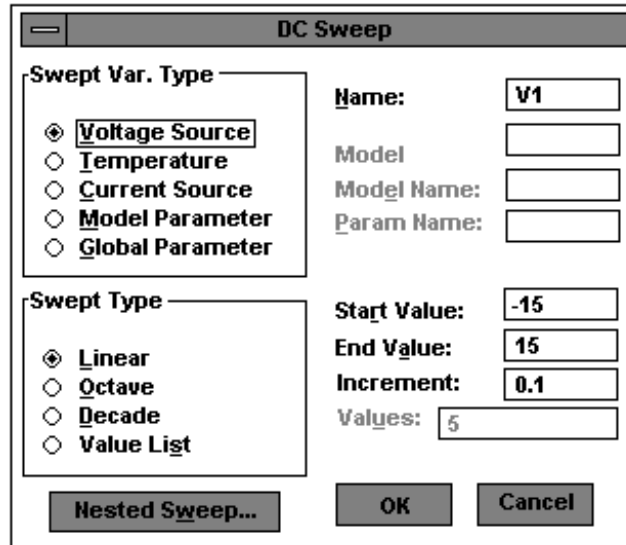 DC Sweep
Swept Var. Type
Voltage Source
Temperature
Current Source
Model Parameter
Global Parameter
Name: V1
Model
Model Name:
Param Name:
Swept Type
Linear
Octave
Decade
Value List
Start Value: -15
End Value: 15
Increment: 0.1
Values: 5
Nested Sweep...
OK
Cancel